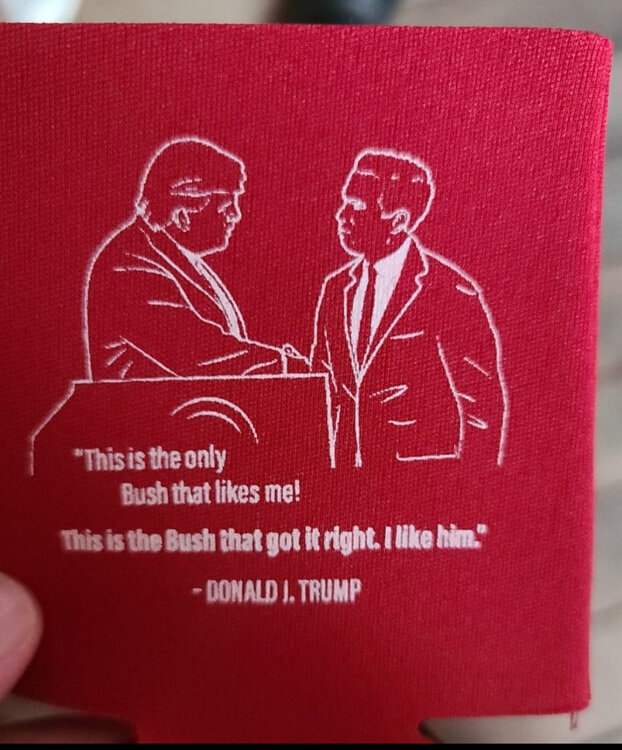 "This is the only
Bush that likes me!
This is the Bush that got it right. I like him."
- DONALD J. TRUMP